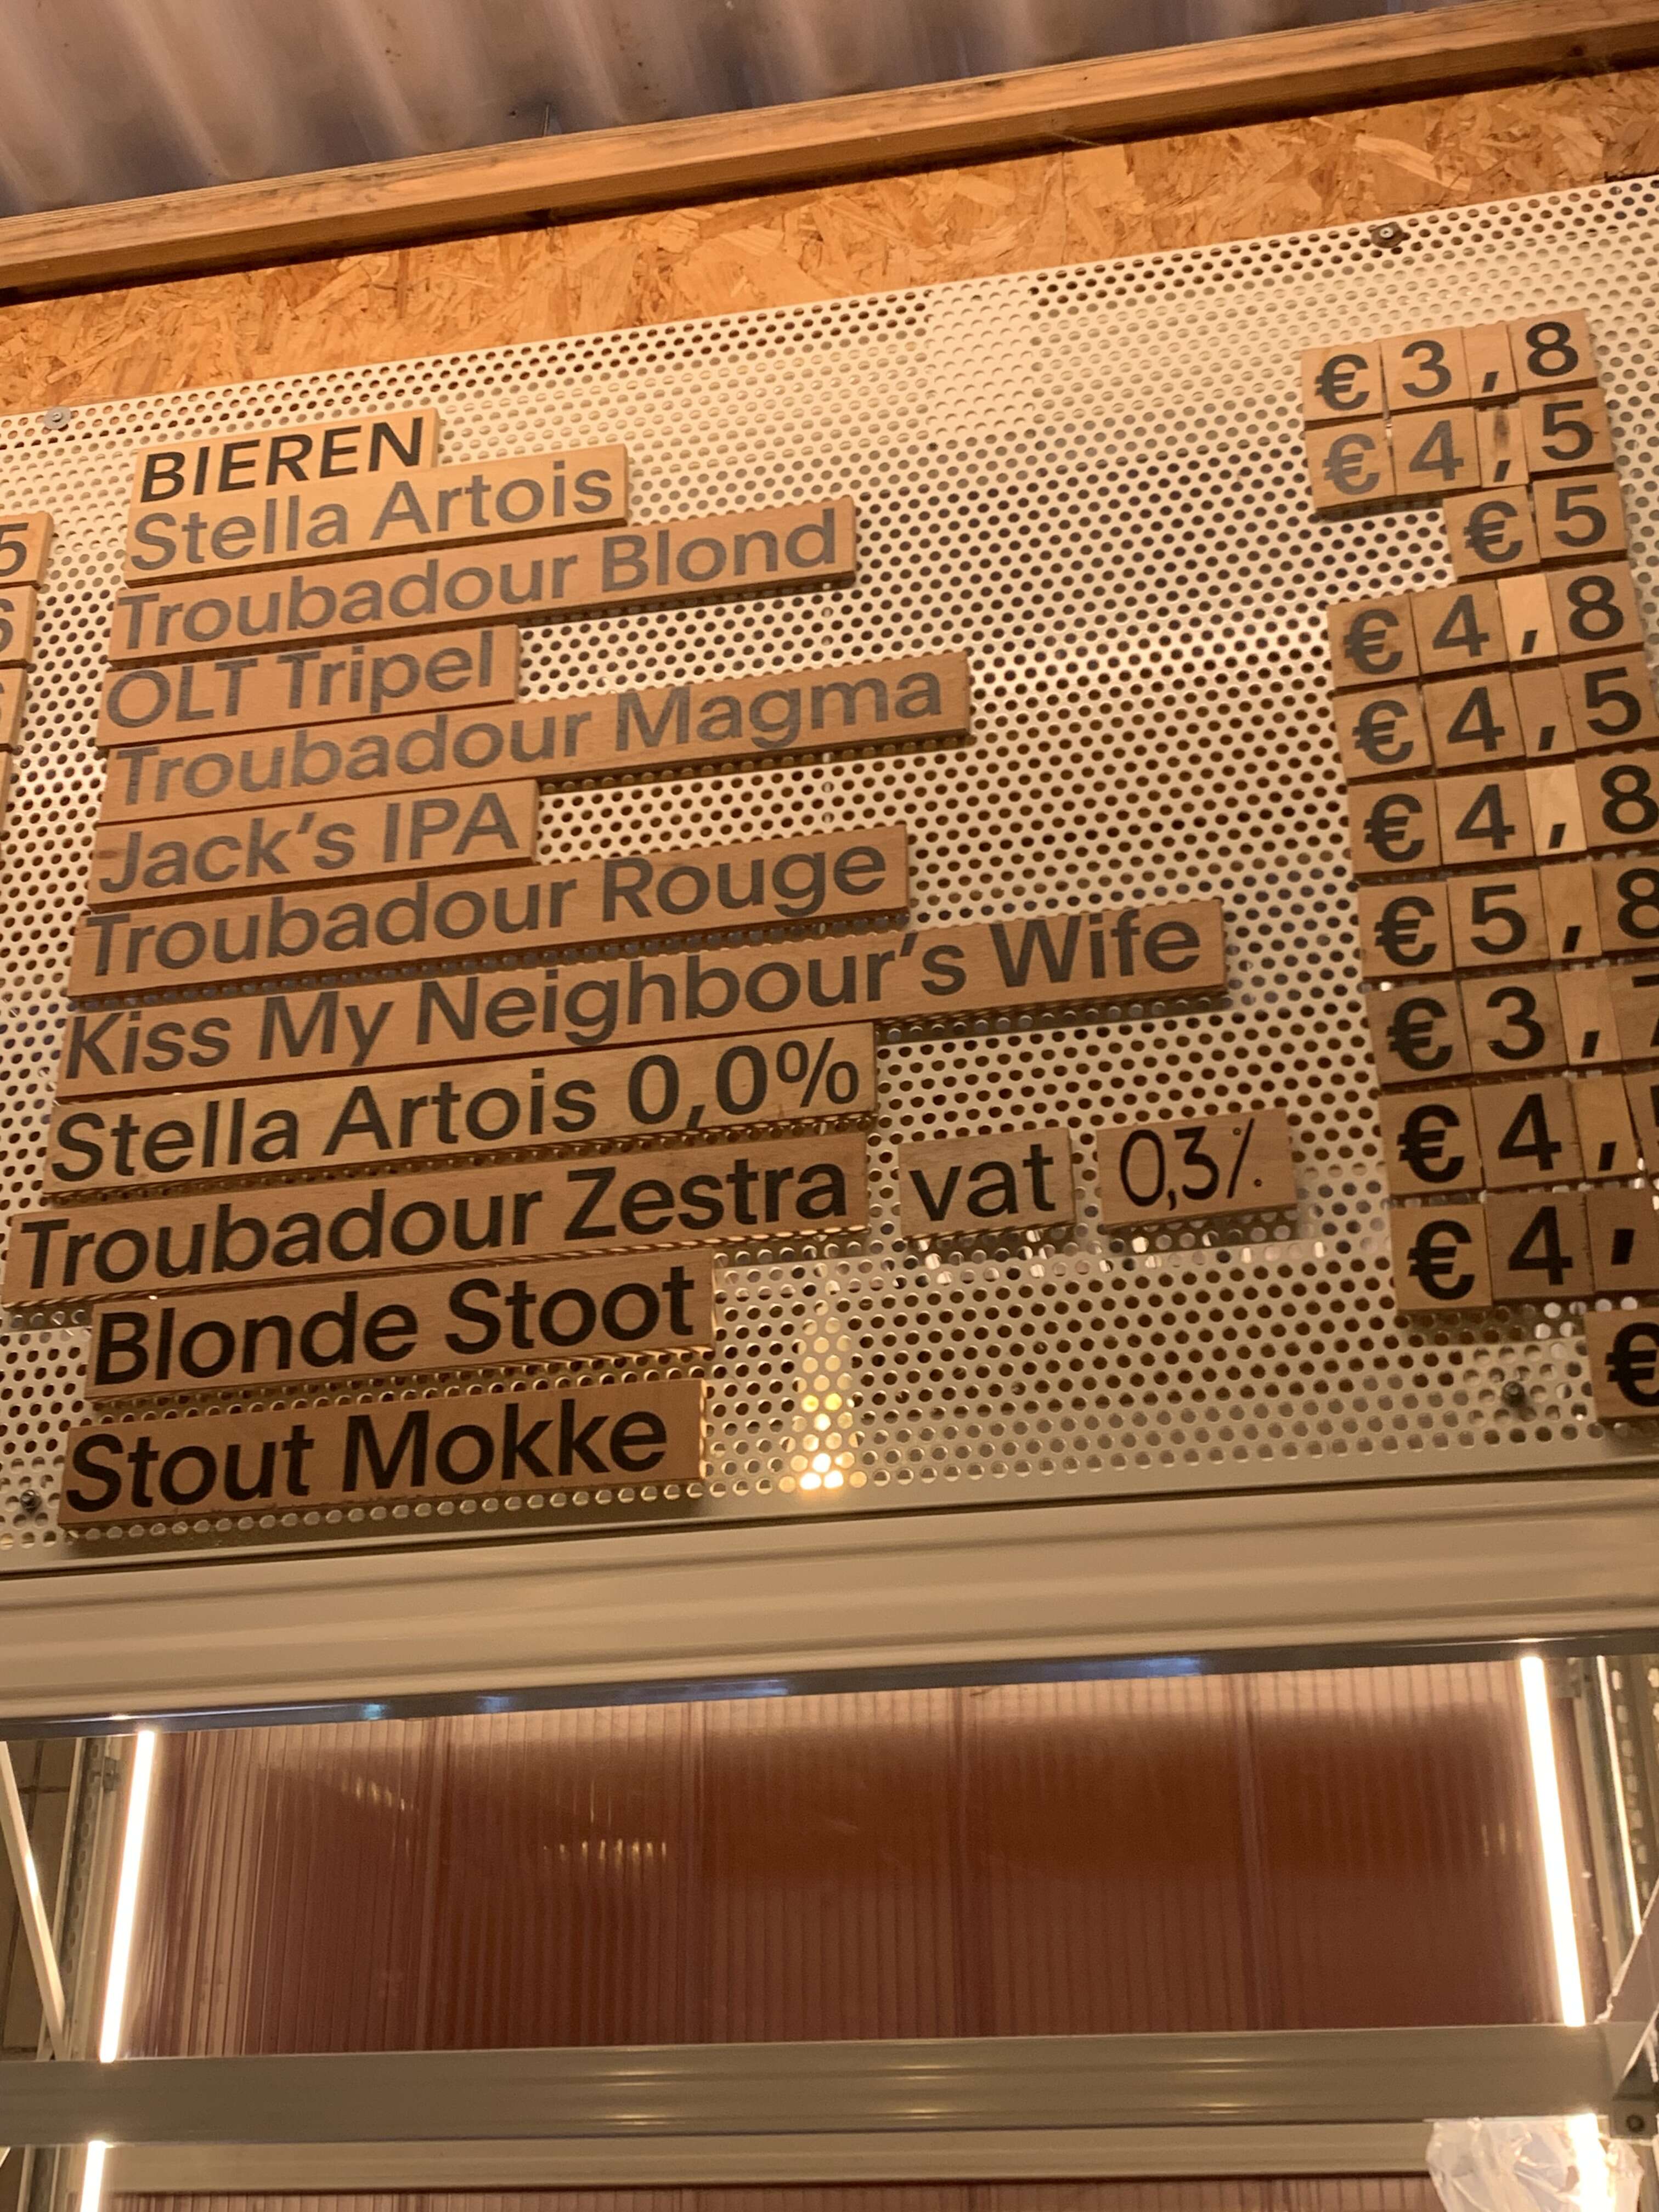 BIEREN
Stella Artois €3,8
Troubadour Blond €4,5
OLT Tripel €5
Troubadour Magma €4,8
Jack's IPA €4,5
Troubadour Rouge €4,8
Kiss My Neighbour's Wife €5,8
Stella Artois 0,0% €3,
Troubadour Zestra vat 0,3% €4,
Blonde Stoot €4,
Stout Mokke €